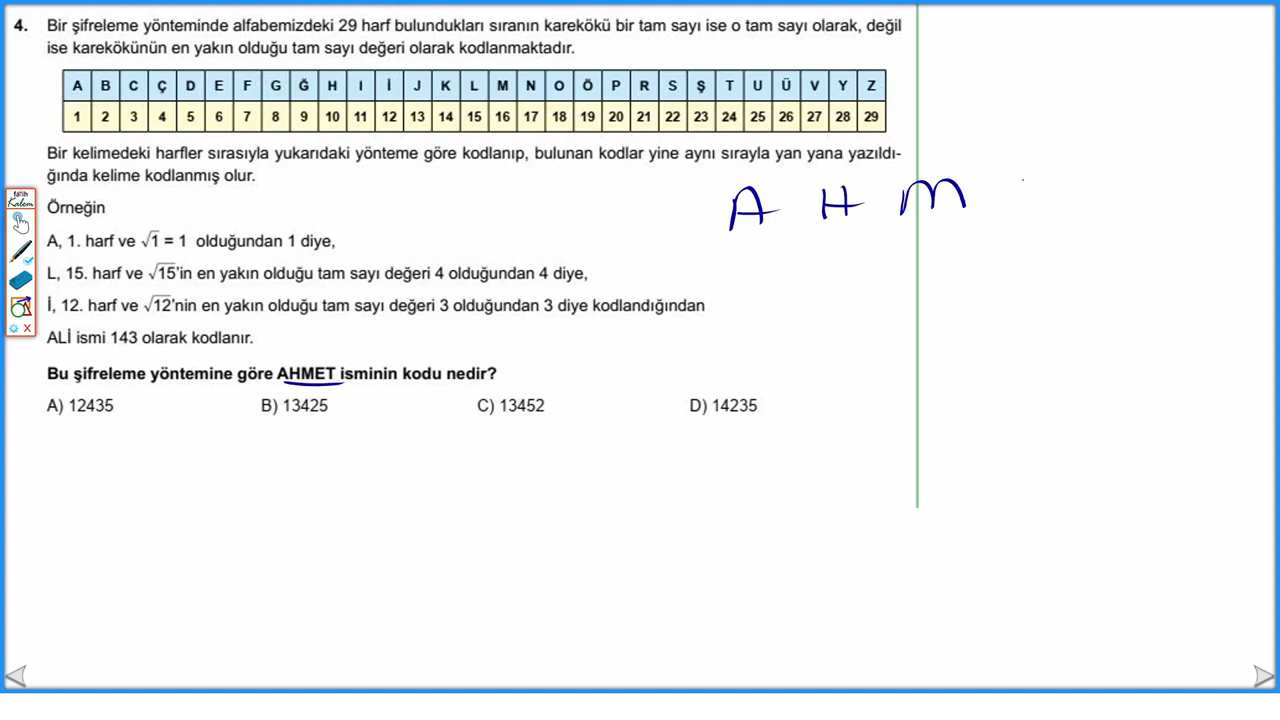 4. Bir şifreleme yönteminde alfabemizdeki 29 harf bulundukları sıranın karekökü bir tam sayı ise o tam sayı olarak, değil
ise karekökünün en yakın olduğu tam sayı değeri olarak kodlanmaktadır.
A B C Ç D E F G Ğ H I İ J K L M N O Ö P R S Ş T U Ü V Y Z
1 2 3 4 5 6 7 8 9 10 11 12 13 14 15 16 17 18 19 20 21 22 23 24 25 26 27 28 29
Bir kelimedeki harfler sırasıyla yukarıdaki yönteme göre kodlanıp, bulunan kodlar yine aynı sırayla yan yana yazıldı-
ğında kelime kodlanmış olur.
A H M
fatih
Kalem
Örneğin
A, 1. harf ve √1 = 1 olduğundan 1 diye,
L, 15. harf ve √15'in en yakın olduğu tam sayı değeri 4 olduğundan 4 diye,
İ, 12. harf ve √12'nin en yakın olduğu tam sayı değeri 3 olduğundan 3 diye kodlandığından
X
ALİ ismi 143 olarak kodlanır.
Bu şifreleme yöntemine göre AHMET isminin kodu nedir?
A) 12435 B) 13425 C) 13452 D) 14235